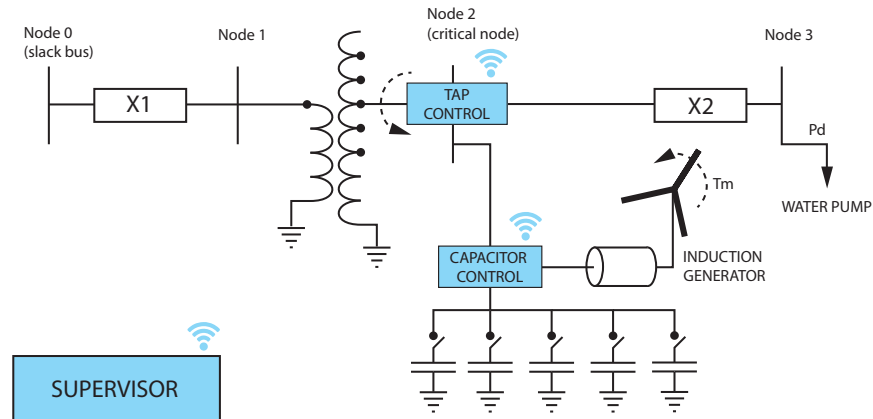 Node 0
(slack bus)
Node 1
Node 2
(critical node)
Node 3
X1
TAP
CONTROL
X2
Pd
Tm
WATER PUMP
CAPACITOR
CONTROL
INDUCTION
GENERATOR
SUPERVISOR